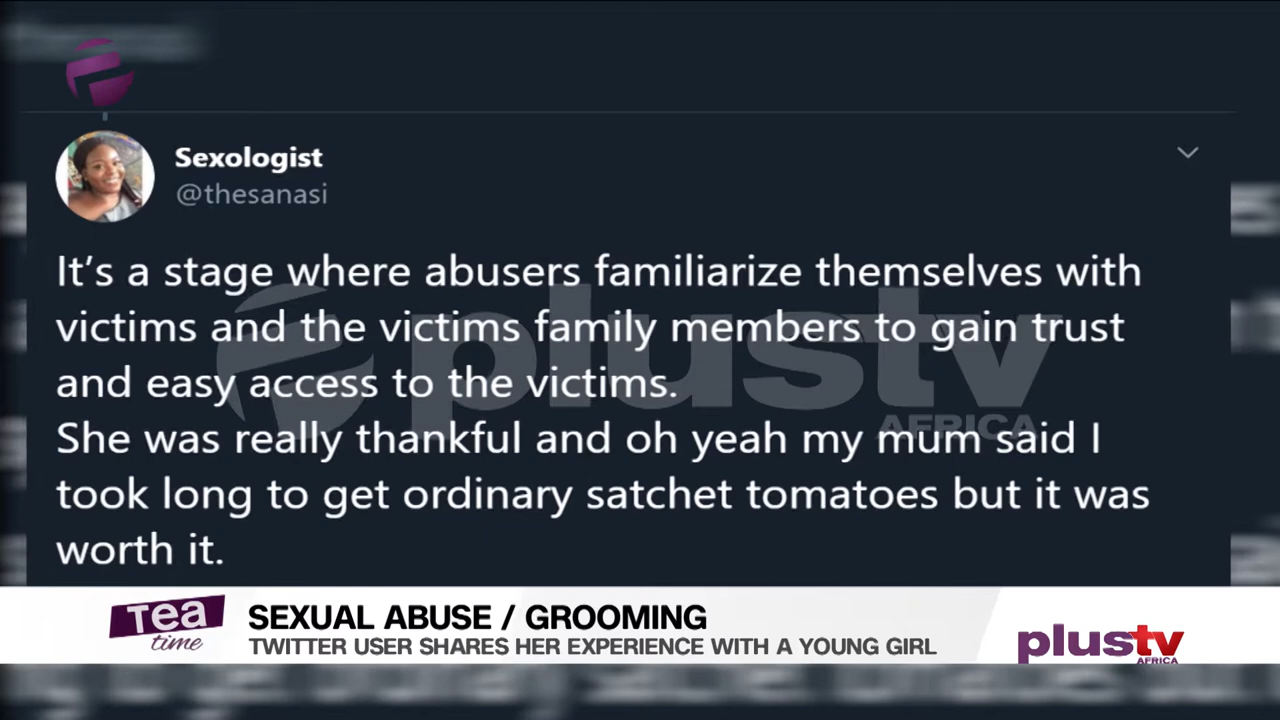 Sexologist
@thesanasi
It's a stage where abusers familiarize themselves with
victims and the victims family members to gain trust
and easy access to the victims.
She was really thankful and oh yeah my mum said I
took long to get ordinary satchet tomatoes but it was
worth it.
plustv
AFRICA
Tea
time
SEXUAL ABUSE / GROOMING
TWITTER USER SHARES HER EXPERIENCE WITH A YOUNG GIRL
plustv
AFRICA